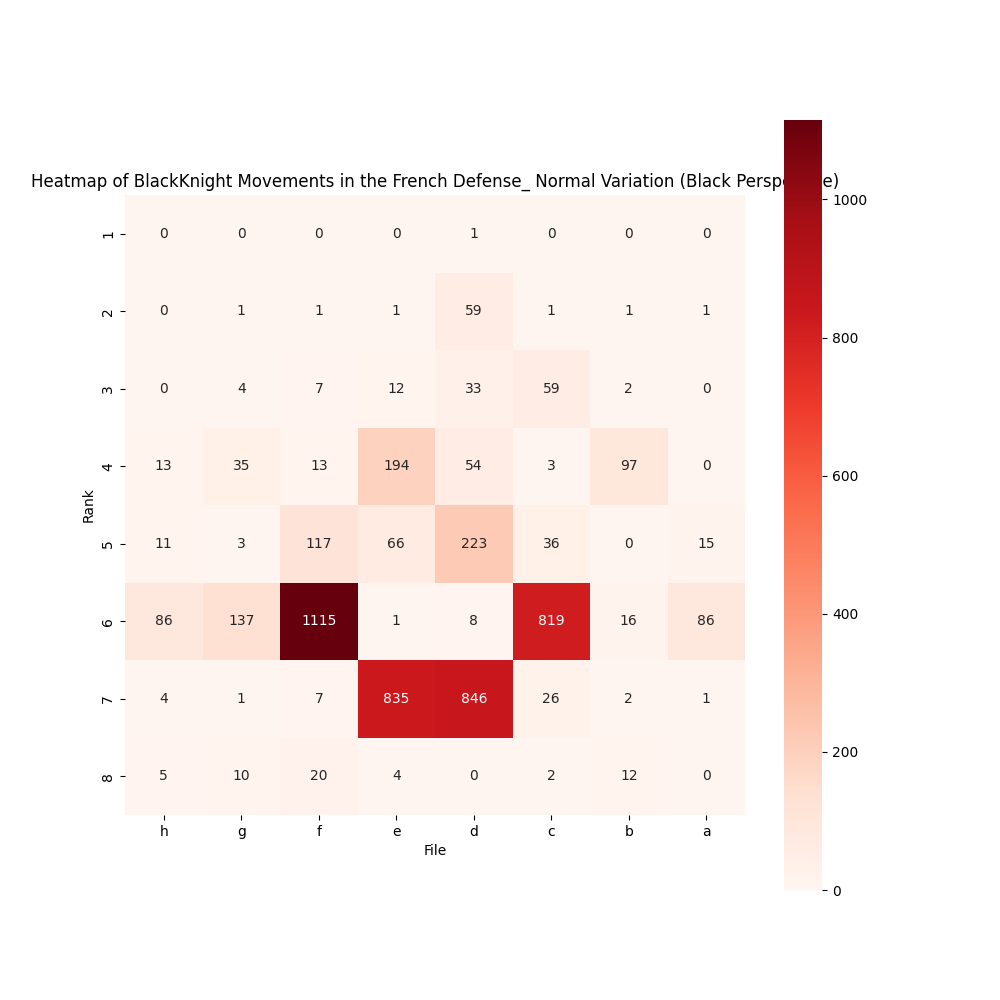 Heatmap of BlackKnight Movements in the French Defense_ Normal Variation (Black Persp e)
1000
800
600
400
200
0
Rank
1 0 0 0 0 1 0 0 0
2 0 1 1 1 59 1 1 1
3 0 4 7 12 33 59 2 0
4 13 35 13 194 54 3 97 0
5 11 3 117 66 223 36 0 15
6 86 137 1115 1 8 819 16 86
7 4 1 7 835 846 26 2 1
8 5 10 20 4 0 2 12 0
h g f e d c b a
File